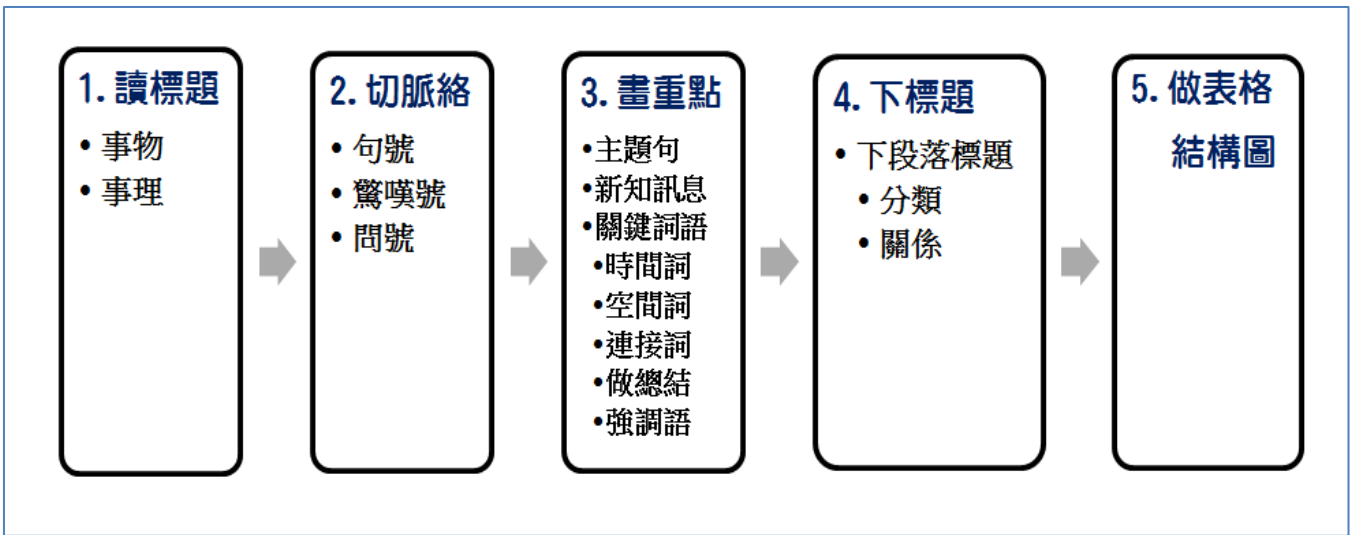 1. 讀標題
• 事物
• 事理
2. 切脈絡
• 句號
• 驚嘆號
• 問號
3. 畫重點
•主題句
•新知訊息
•關鍵詞語
•時間詞
•空間詞
•連接詞
•做總結
•強調語
4. 下標題
• 下段落標題
• 分類
• 關係
5. 做表格
結構圖